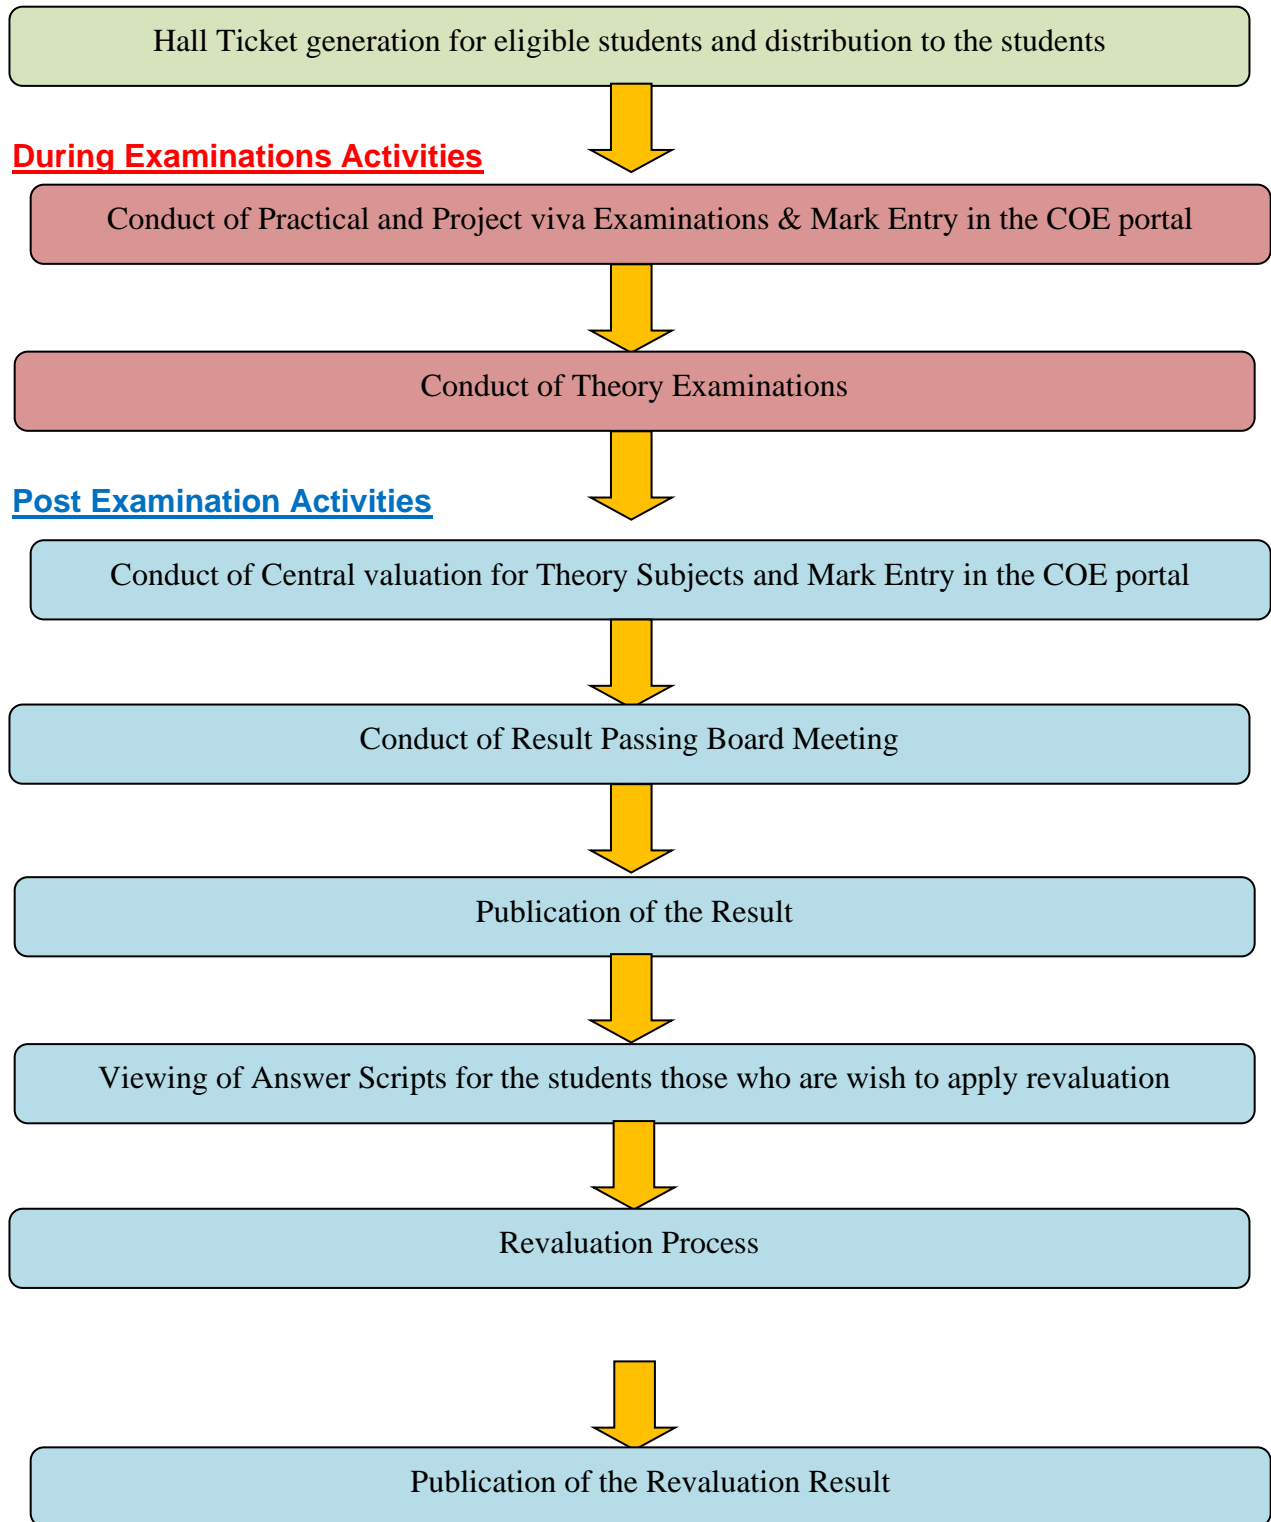 Hall Ticket generation for eligible students and distribution to the students
During Examinations Activities
Conduct of Practical and Project viva Examinations & Mark Entry in the COE portal
Conduct of Theory Examinations
Post Examination Activities
Conduct of Central valuation for Theory Subjects and Mark Entry in the COE portal
Conduct of Result Passing Board Meeting
Publication of the Result
Viewing of Answer Scripts for the students those who are wish to apply revaluation
Revaluation Process
Publication of the Revaluation Result